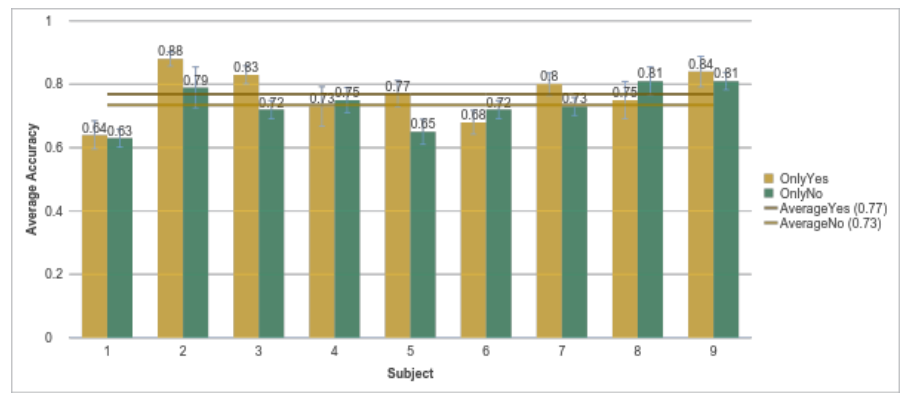 1
0.8
0.6
0.4
0.2
0
Average Accuracy
0.64 0.63
0.88 0.79
0.83 0.72
0.73 0.75
0.77 0.65
0.68 0.72
0.8 0.73
0.75 0.81
0.84 0.81
1 2 3 4 5 6 7 8 9
Subject
OnlyYes
OnlyNo
AverageYes (0.77)
AverageNo (0.73)